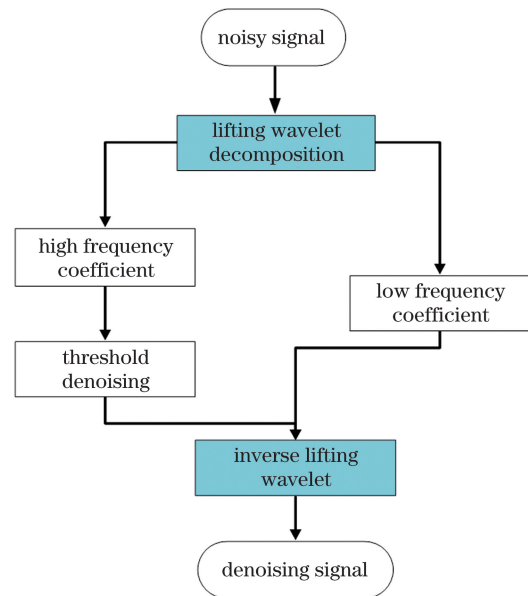 noisy signal
lifting wavelet
decomposition
high frequency
coefficient
low frequency
coefficient
threshold
denoising
inverse lifting
wavelet
denoising signal